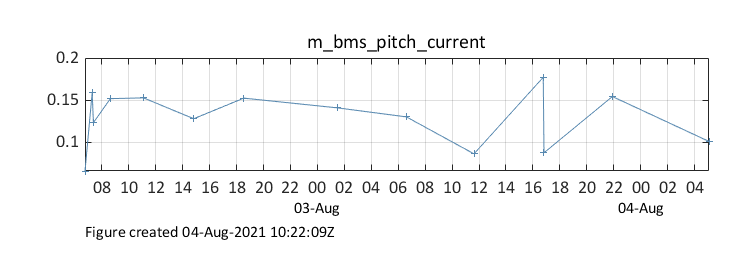 m_bms_pitch_current
0.2
0.15
0.1
08 10 12 14 16 18 20 22 00 02 04 06 08 10 12 14 16 18 20 22 00 02 04
03-Aug 04-Aug
Figure created 04-Aug-2021 10:22:09Z